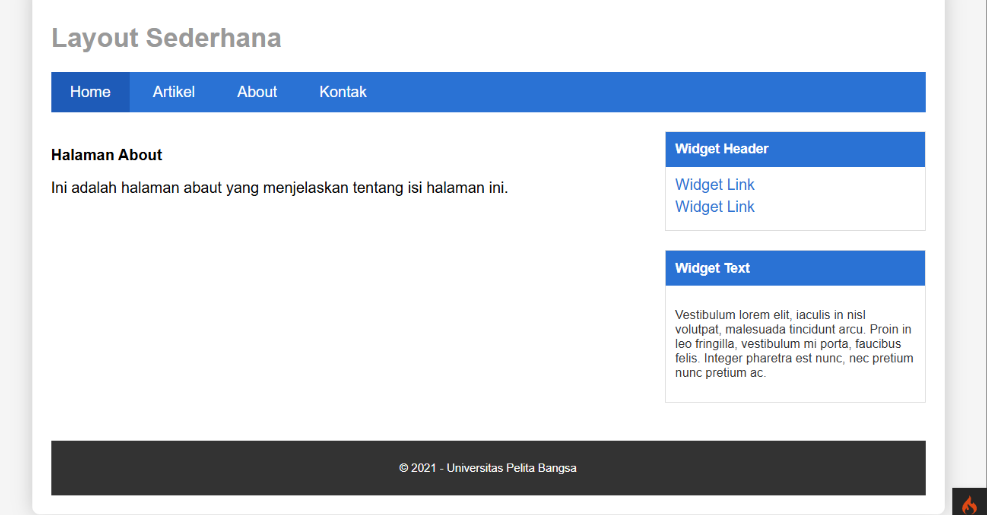 Layout Sederhana
Home Artikel About Kontak
Halaman About
Ini adalah halaman abaut yang menjelaskan tentang isi halaman ini.
Widget Header
Widget Link
Widget Link
Widget Text
Vestibulum lorem elit, iaculis in nisl
volutpat, malesuada tincidunt arcu. Proin in
leo fringilla, vestibulum mi porta, faucibus
felis. Integer pharetra est nunc, nec pretium
nunc pretium ac.
© 2021 - Universitas Pelita Bangsa